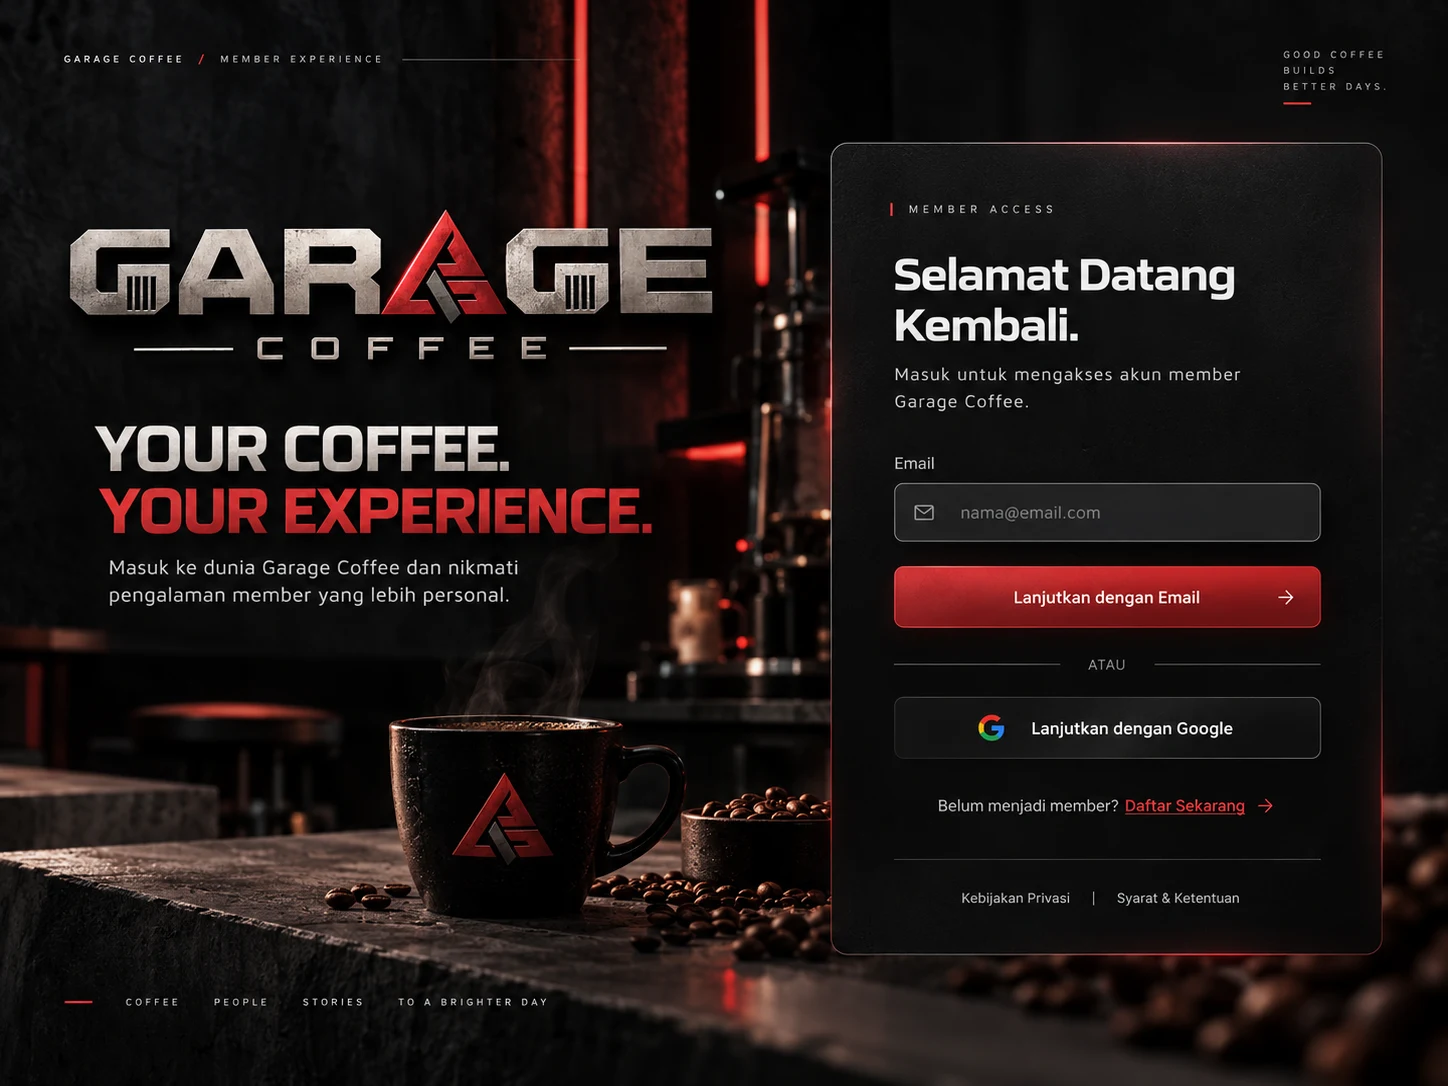 GARAGE COFFEE / MEMBER EXPERIENCE
GOOD COFFEE
BUILDS
BETTER DAYS.
GARAGE
COFFEE
YOUR COFFEE.
YOUR EXPERIENCE.
Masuk ke dunia Garage Coffee dan nikmati
pengalaman member yang lebih personal.
COFFEE PEOPLE STORIES TO A BRIGHTER DAY
MEMBER ACCESS
Selamat Datang
Kembali.
Masuk untuk mengakses akun member
Garage Coffee.
Email
nama@email.com
Lanjutkan dengan Email →
ATAU
Lanjutkan dengan Google
Belum menjadi member? Daftar Sekarang →
Kebijakan Privasi | Syarat & Ketentuan